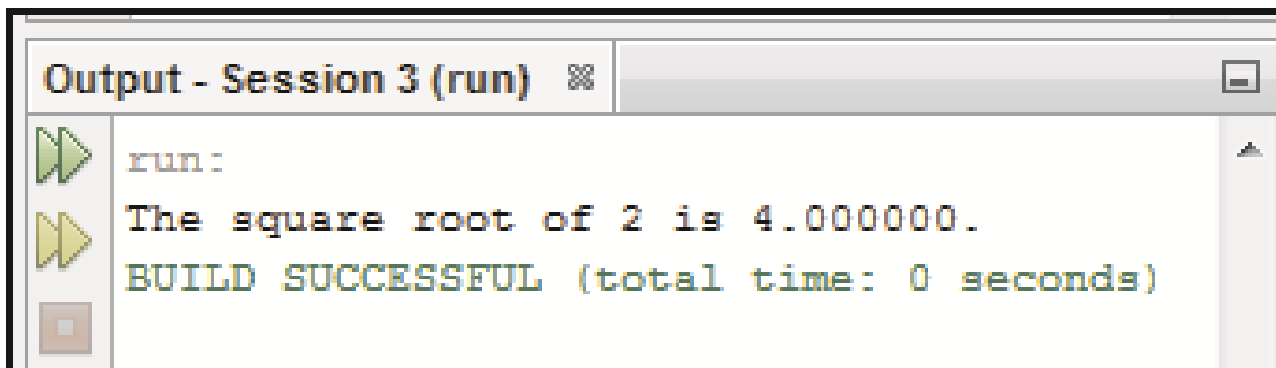 Output - Session 3 (run)
run:
The square root of 2 is 4.000000.
BUILD SUCCESSFUL (total time: 0 seconds)